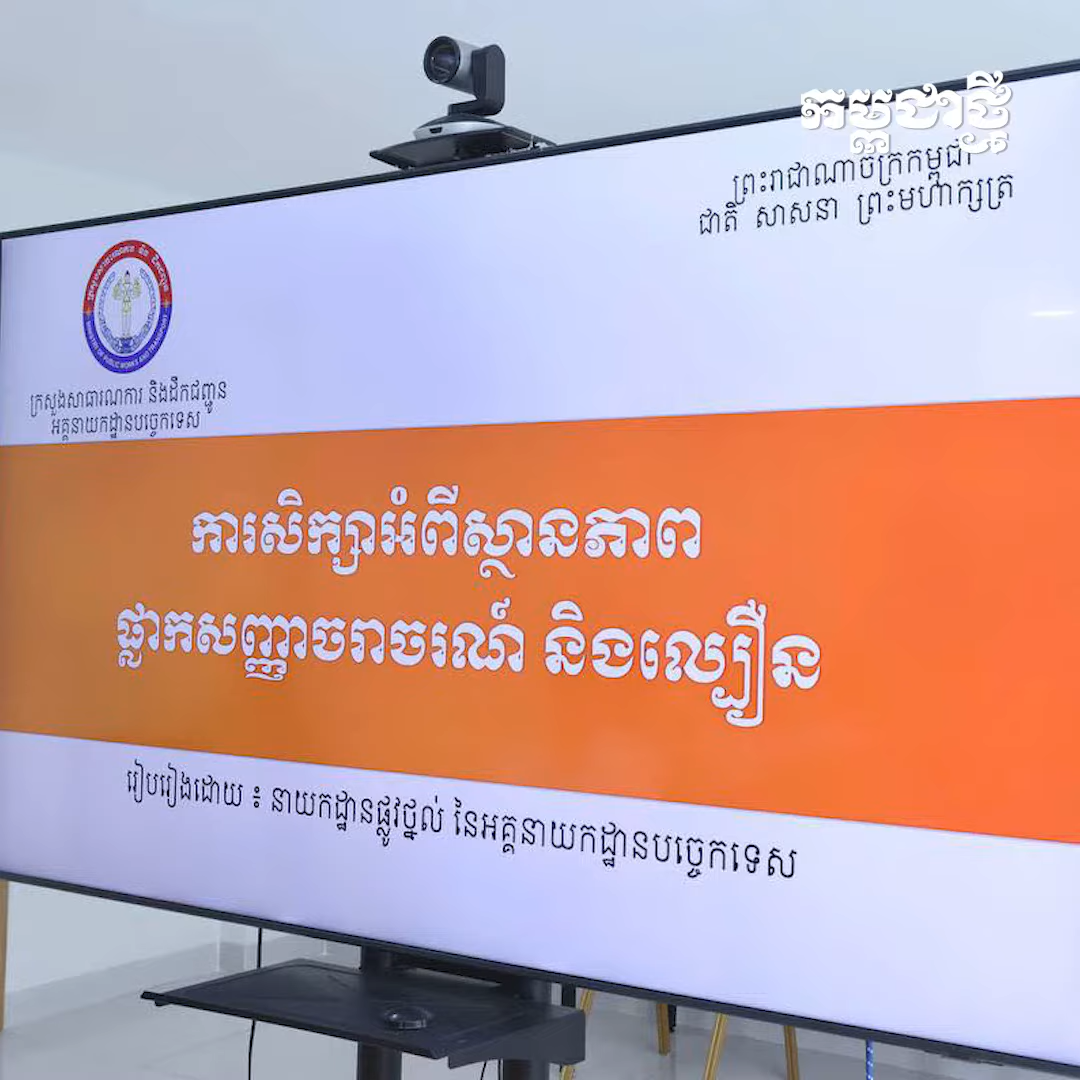 កម្ពុជាថ្មី
ព្រះរាជាណាចក្រកម្ពុជា
ជាតិ សាសនា ព្រះមហាក្សត្រ
MINISTRY OF PUBLIC WORKS AND TRANSPORT
ក្រសួងសាធារណការ និងដឹកជញ្ជូន
អគ្គនាយកដ្ឋានបច្ចេកទេស
ការសិក្សាអំពីស្ថានភាព
ផ្លាកសញ្ញាចរាចរណ៍ និងល្បឿន
រៀបរៀងដោយ ៖ នាយកដ្ឋានផ្លូវថ្នល់ នៃអគ្គនាយកដ្ឋានបច្ចេកទេស